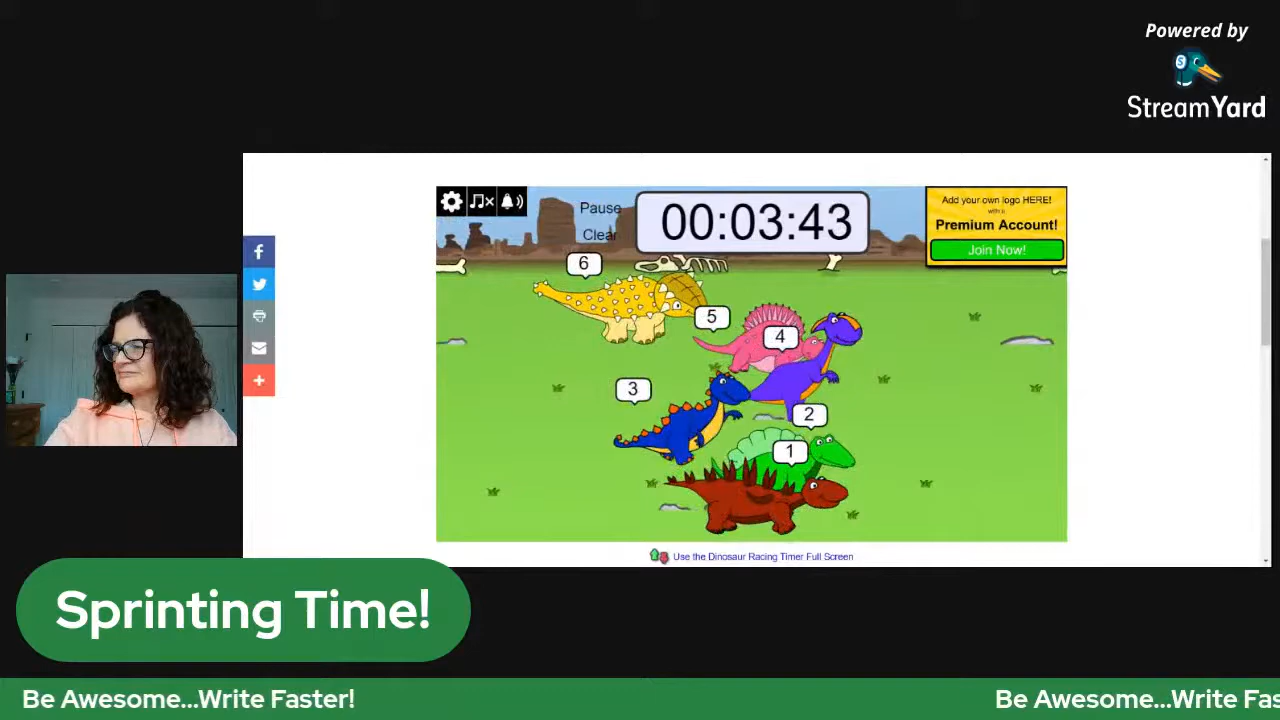 Powered by
StreamYard
Pause
Clear
00:03:43
Add your own logo HERE!
with a
Premium Account!
Join Now!
6
5
4
3
2
1
Use the Dinosaur Racing Timer Full Screen
Sprinting Time!
Be Awesome...Write Faster!
Be Awesome...Write Fas